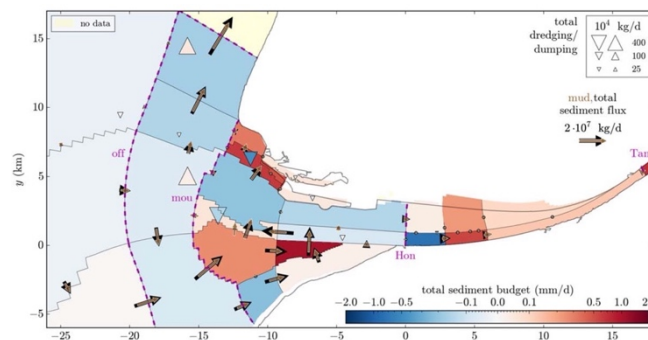 no data
total
dredging/
dumping
10⁴ kg/d
400
100
25
mud,total
sediment flux
2·10⁷ kg/d
off
mou
Hon
Tan
y (km)
15
10
5
0
−5
total sediment budget (mm/d)
−2.0 −1.0 −0.5 −0.1 0.0 0.1 0.5 1.0 2
−25 −20 −15 −10 −5 0 5 10 15